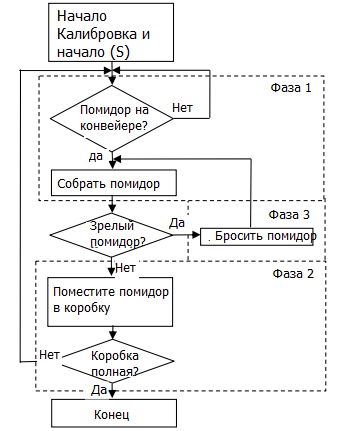 Начало
Калибровка и
начало (S)
Фаза 1
Помидор на
конвейере?
Нет
да
Собрать помидор
Фаза 3
Зрелый
помидор?
Да
Бросить помидор
Нет
Фаза 2
Поместите помидор
в коробку
Нет
Коробка
полная?
Да
Конец